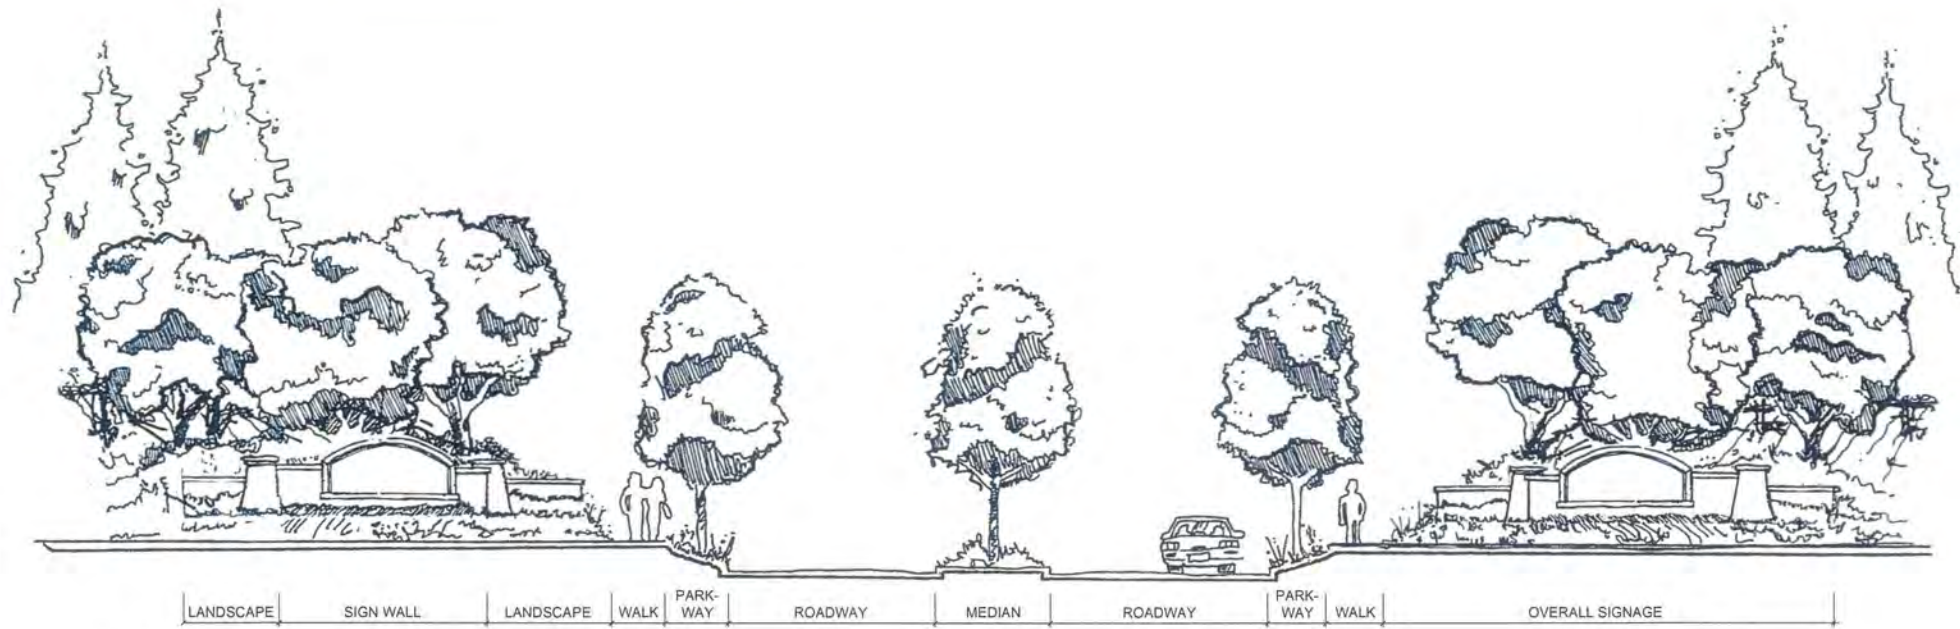 LANDSCAPE
SIGN WALL
LANDSCAPE
WALK
PARK-
WAY
ROADWAY
MEDIAN
ROADWAY
PARK-
WAY
WALK
OVERALL SIGNAGE